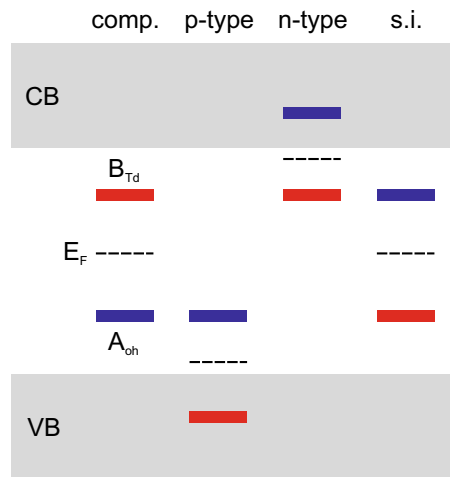 comp. p-type n-type s.i.
CB
B_Td
E_F
A_oh
VB